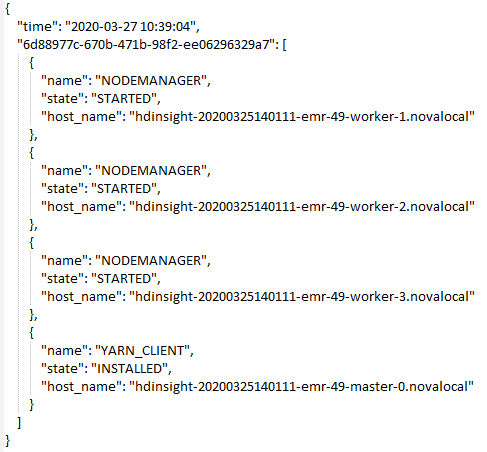 {
"time": "2020-03-27 10:39:04",
"6d88977c-670b-471b-98f2-ee06296329a7": [
{
"name": "NODEMANAGER",
"state": "STARTED",
"host_name": "hdinsight-20200325140111-emr-49-worker-1.novalocal"
},
{
"name": "NODEMANAGER",
"state": "STARTED",
"host_name": "hdinsight-20200325140111-emr-49-worker-2.novalocal"
},
{
"name": "NODEMANAGER",
"state": "STARTED",
"host_name": "hdinsight-20200325140111-emr-49-worker-3.novalocal"
},
{
"name": "YARN_CLIENT",
"state": "INSTALLED",
"host_name": "hdinsight-20200325140111-emr-49-master-0.novalocal"
}
]
}